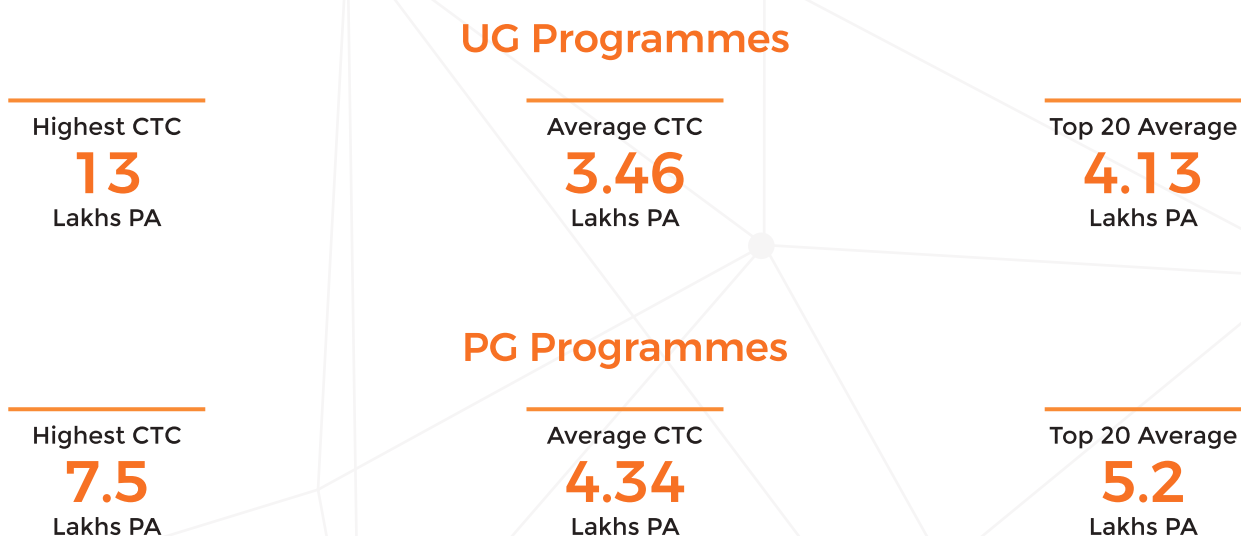 UG Programmes
Highest CTC
13
Lakhs PA
Average CTC
3.46
Lakhs PA
Top 20 Average
4.13
Lakhs PA
PG Programmes
Highest CTC
7.5
Lakhs PA
Average CTC
4.34
Lakhs PA
Top 20 Average
5.2
Lakhs PA